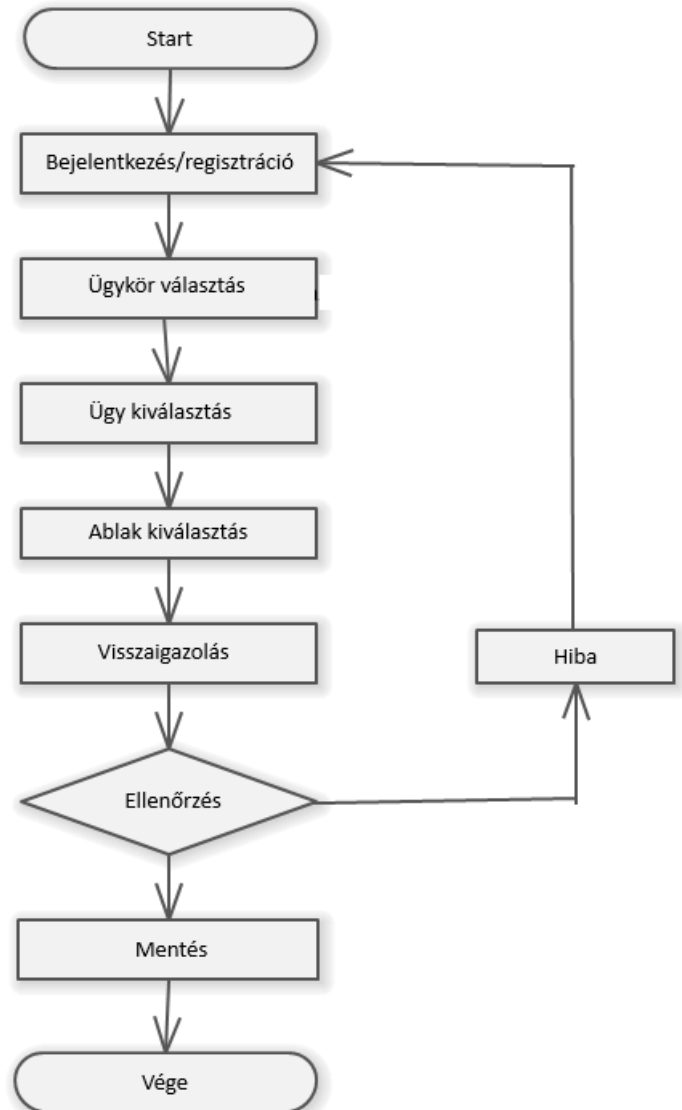 Start
Bejelentkezés/regisztráció
Ügykör választás
Ügy kiválasztás
Ablak kiválasztás
Visszaigazolás
Hiba
Ellenőrzés
Mentés
Vége